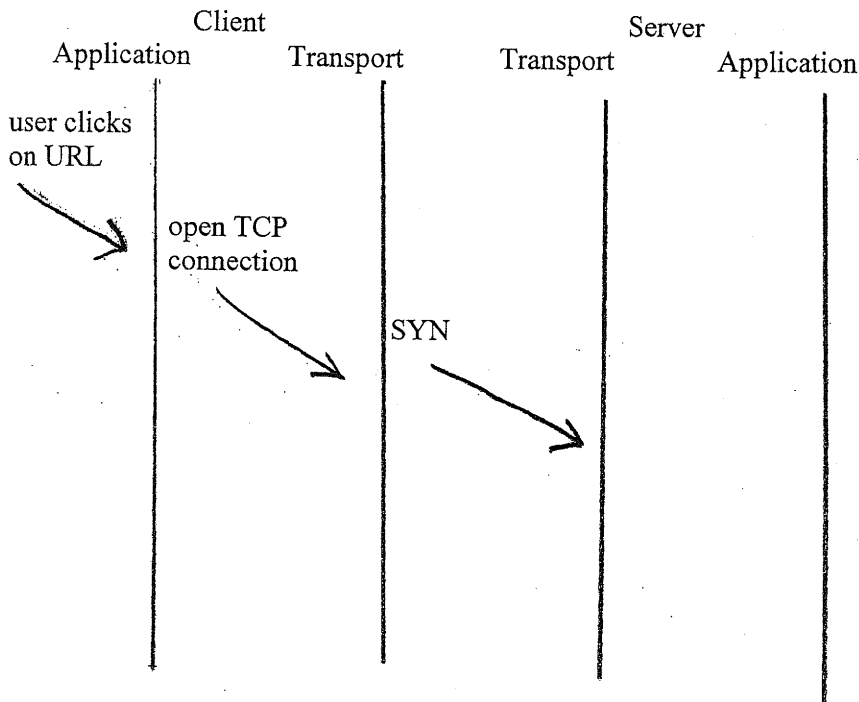 Client
Server
Application
Transport
Transport
Application
user clicks
on URL
open TCP
connection
SYN